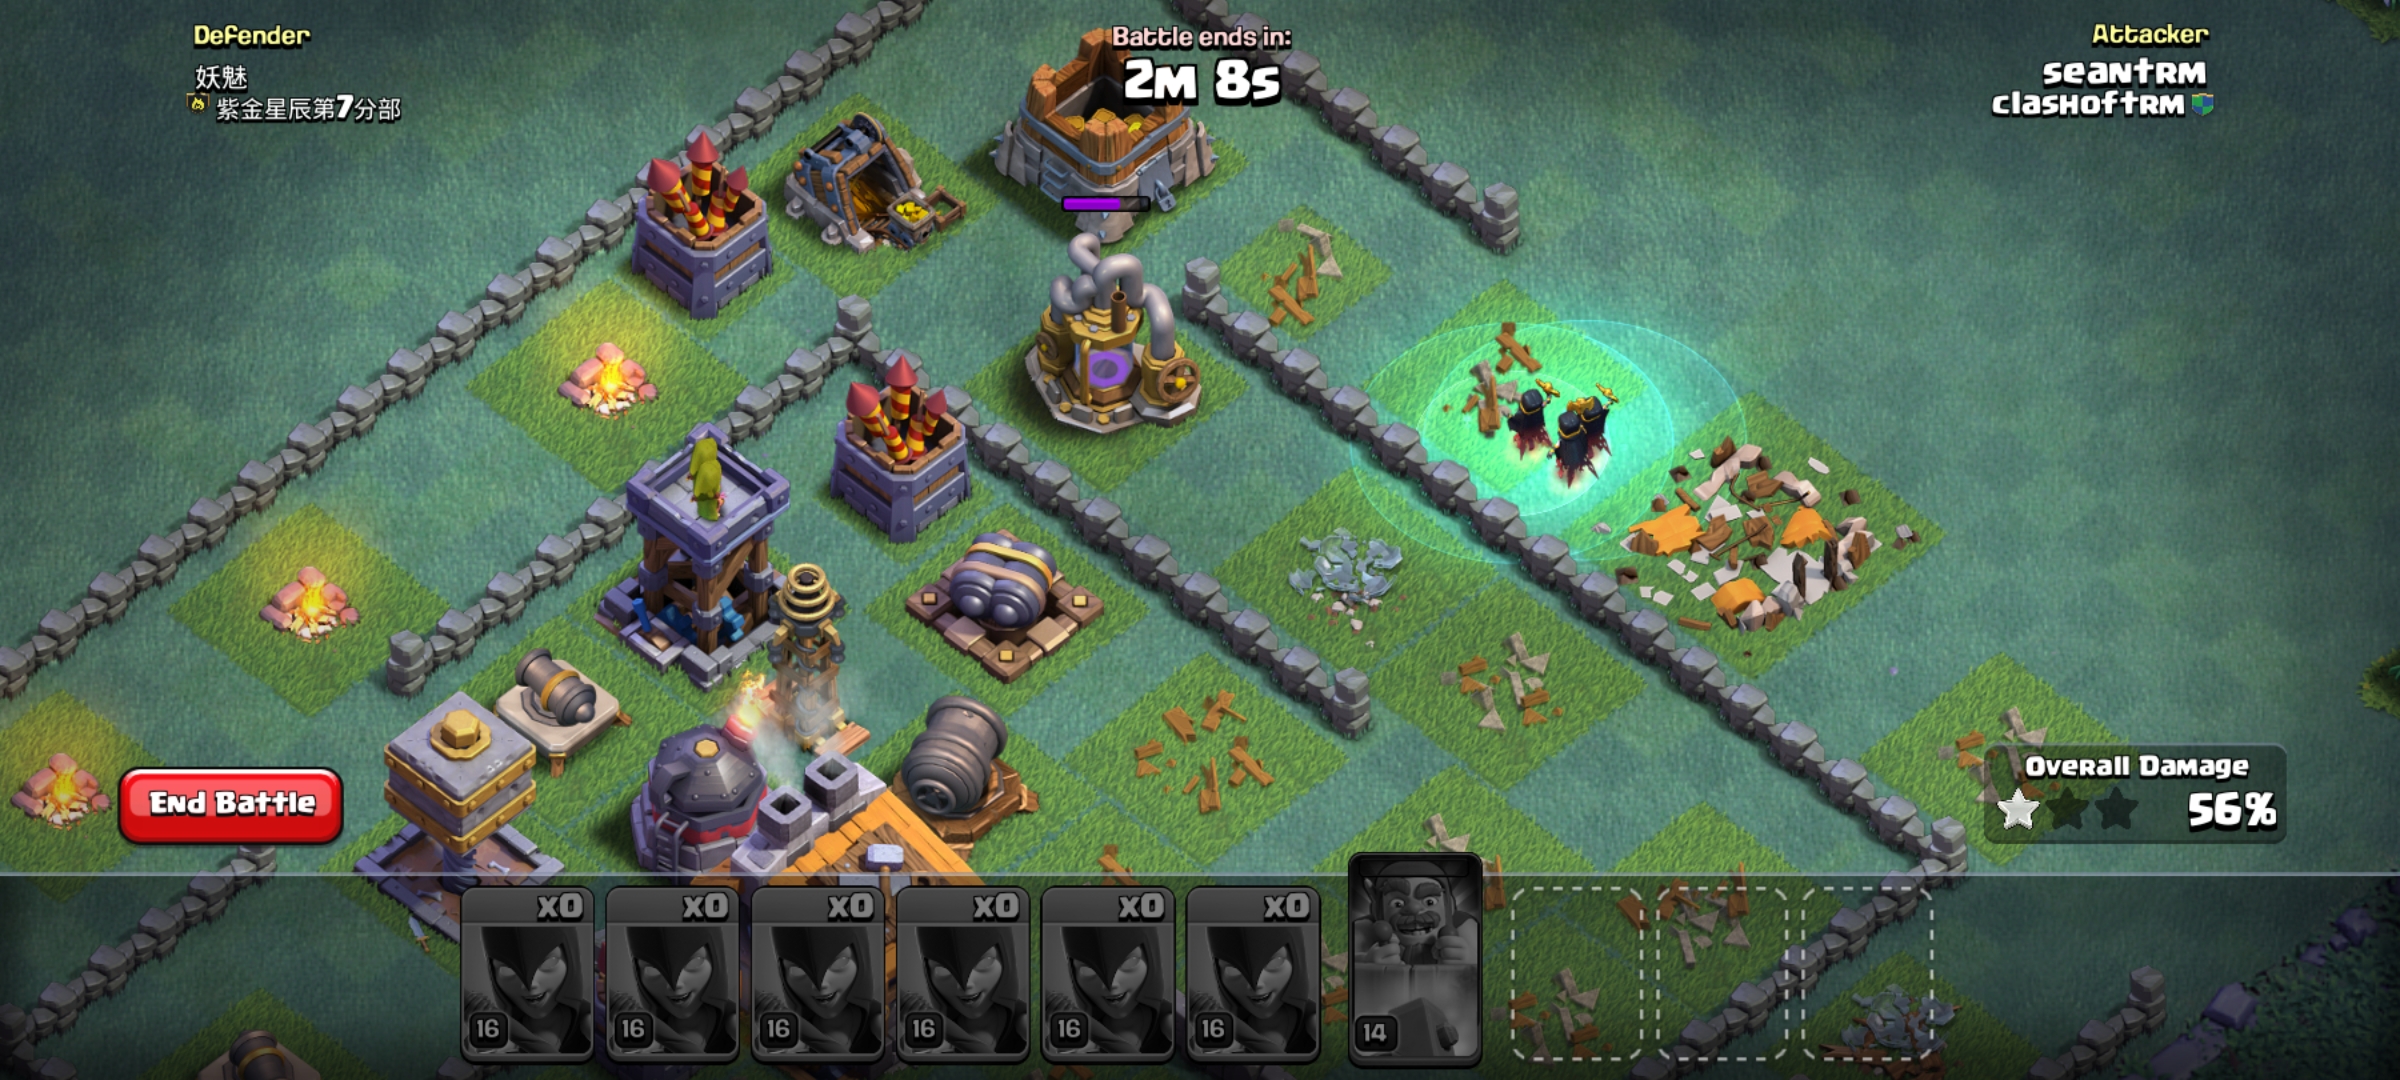 Defender
妖魅
紫金星辰第7分部
Battle ends in:
2M 8s
Attacker
seantRM
clashoftRM
End Battle
Overall Damage
56%
x0 x0 x0 x0 x0 x0
16 16 16 16 16 16 14